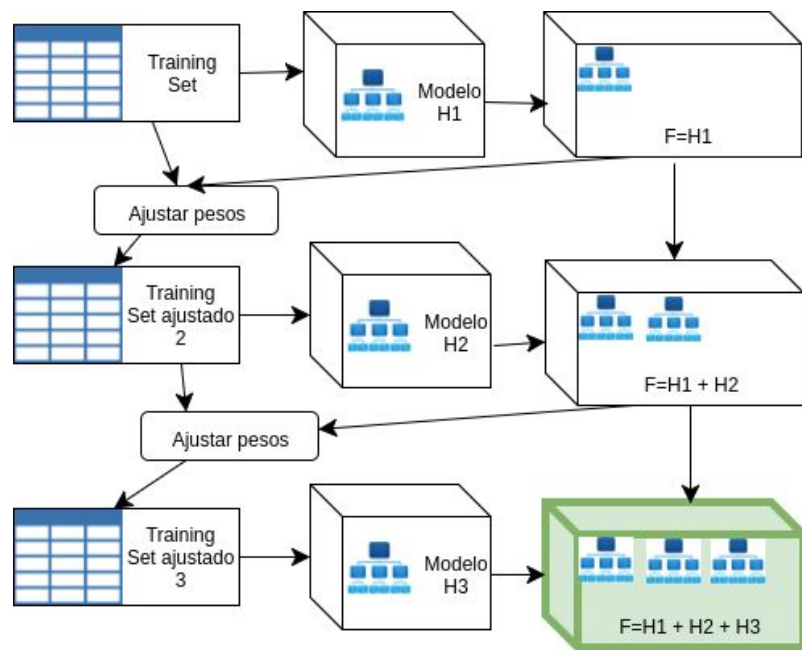 Training
Set
Modelo
H1
F=H1
Ajustar pesos
Training
Set ajustado
2
Modelo
H2
F=H1 + H2
Ajustar pesos
Training
Set ajustado
3
Modelo
H3
F=H1 + H2 + H3